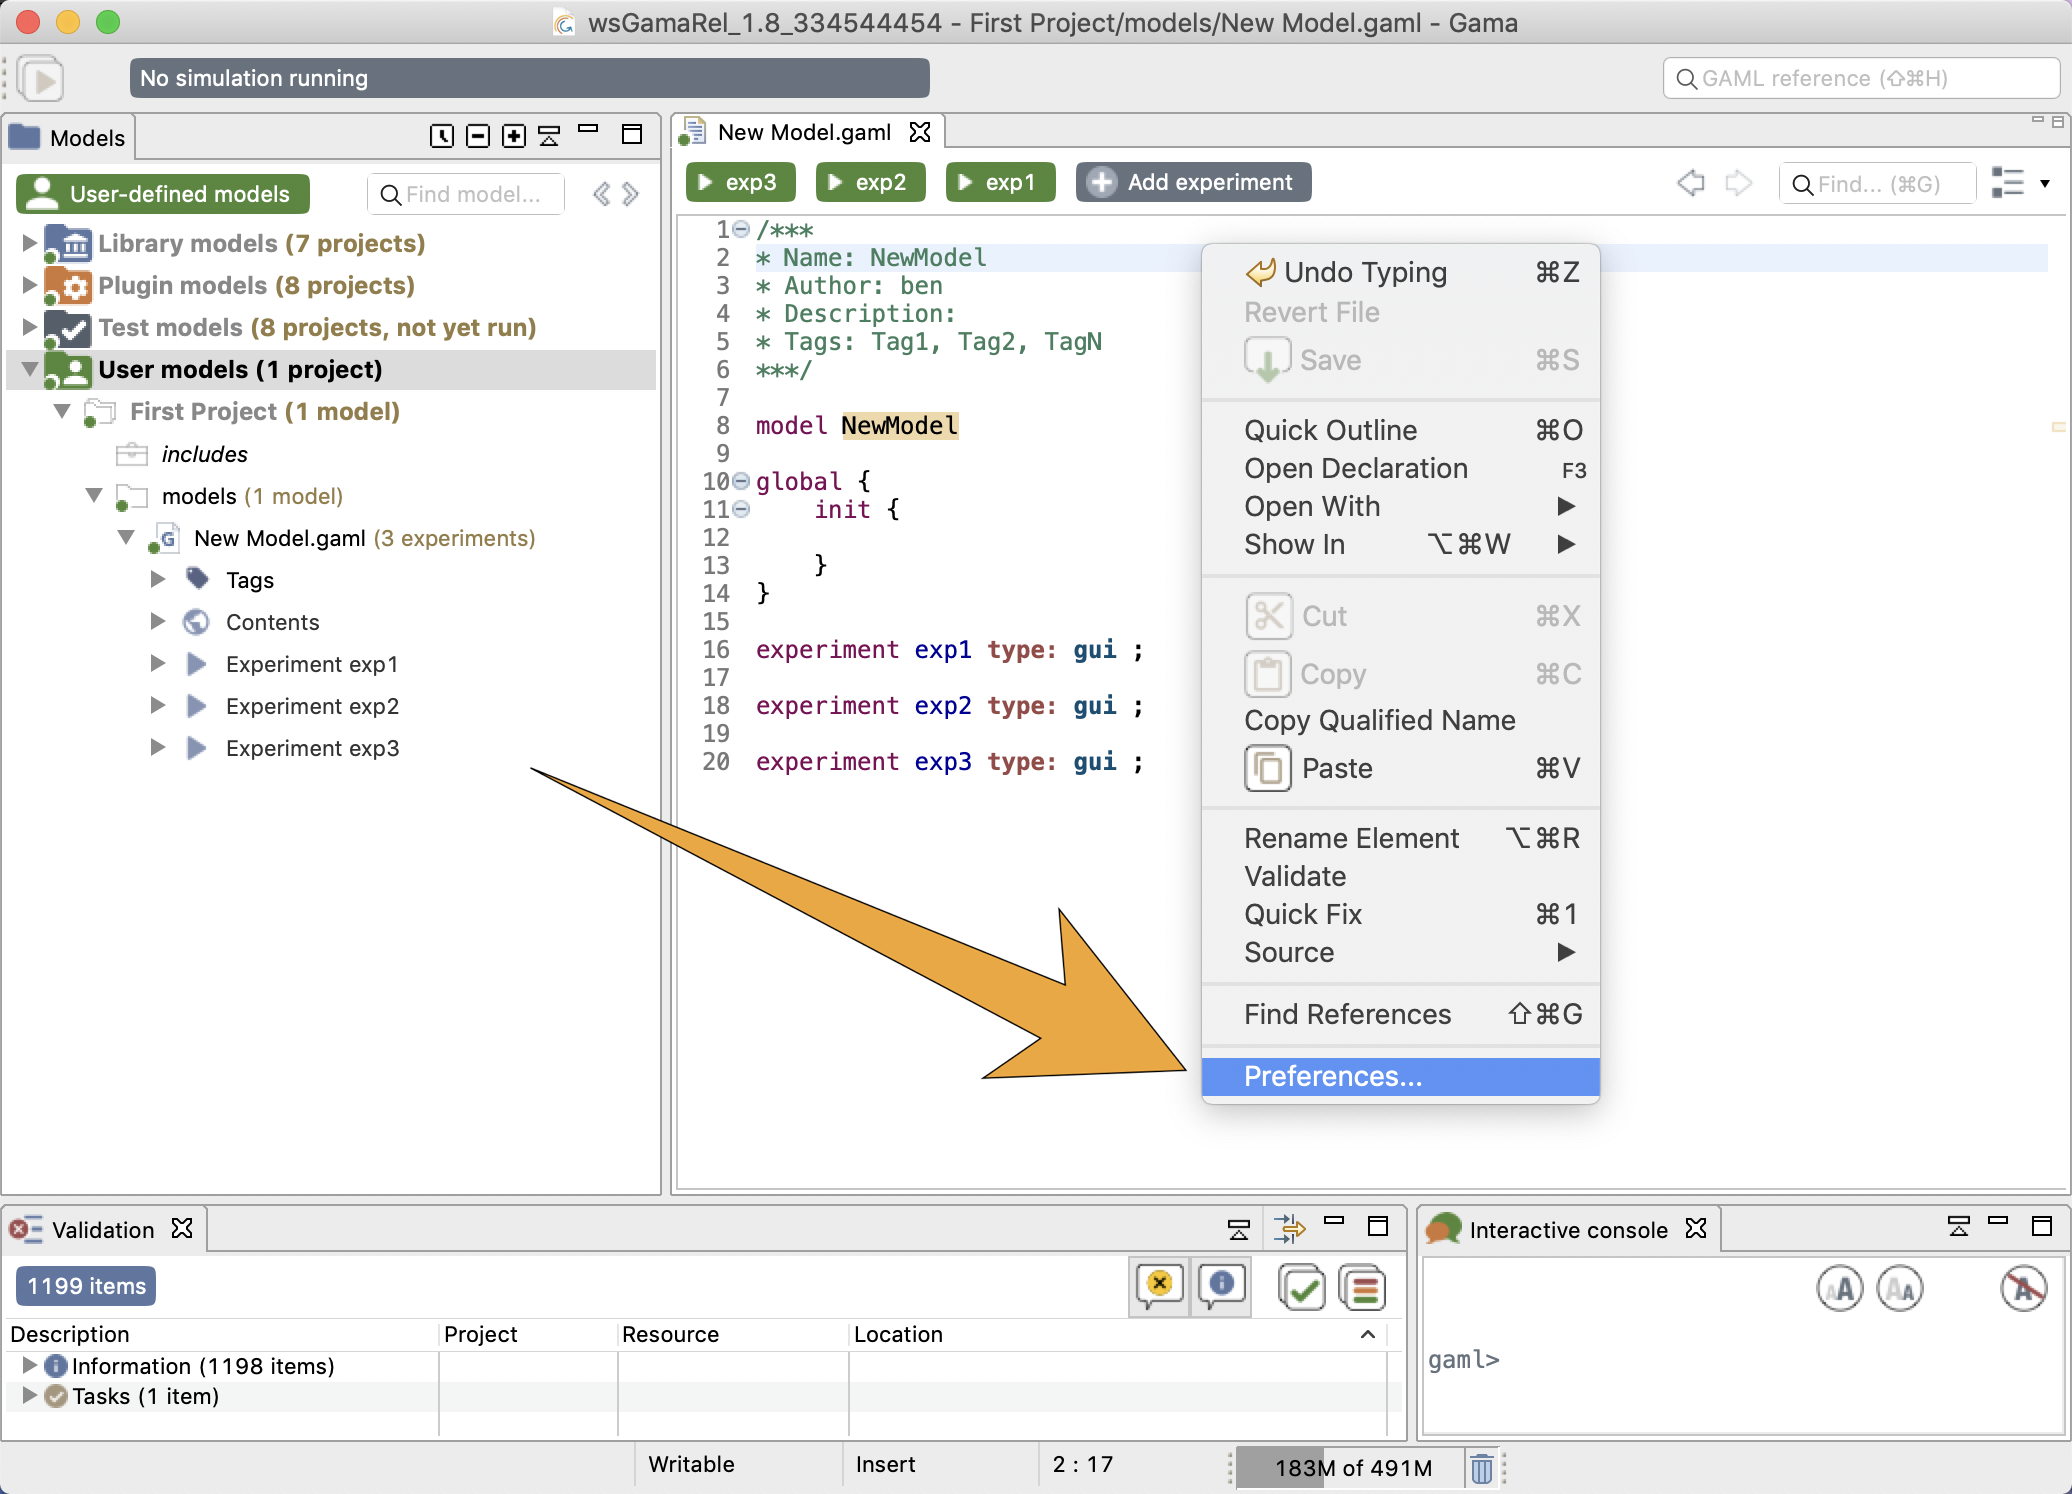 wsGamaRel_1.8_334544454 - First Project/models/New Model.gaml - Gama
No simulation running
GAML reference (⇧⌘H)
Models
User-defined models
Find model...
Library models (7 projects)
Plugin models (8 projects)
Test models (8 projects, not yet run)
User models (1 project)
First Project (1 model)
includes
models (1 model)
New Model.gaml (3 experiments)
Tags
Contents
Experiment exp1
Experiment exp2
Experiment exp3
New Model.gaml
exp3 exp2 exp1 Add experiment
Find... (⌘G)
1 /***
2 * Name: NewModel
3 * Author: ben
4 * Description:
5 * Tags: Tag1, Tag2, TagN
6 ***/
7
8 model NewModel
9
10 global {
11 init {
12
13 }
14 }
15
16 experiment exp1 type: gui ;
17
18 experiment exp2 type: gui ;
19
20 experiment exp3 type: gui ;
Undo Typing ⌘Z
Revert File
Save ⌘S
Quick Outline ⌘O
Open Declaration F3
Open With
Show In ⌥⌘W
Cut ⌘X
Copy ⌘C
Copy Qualified Name
Paste ⌘V
Rename Element ⌥⌘R
Validate
Quick Fix ⌘1
Source
Find References ⇧⌘G
Preferences...
Validation
1199 items
Description Project Resource Location
Information (1198 items)
Tasks (1 item)
Interactive console
gaml>
Writable Insert 2 : 17 183M of 491M